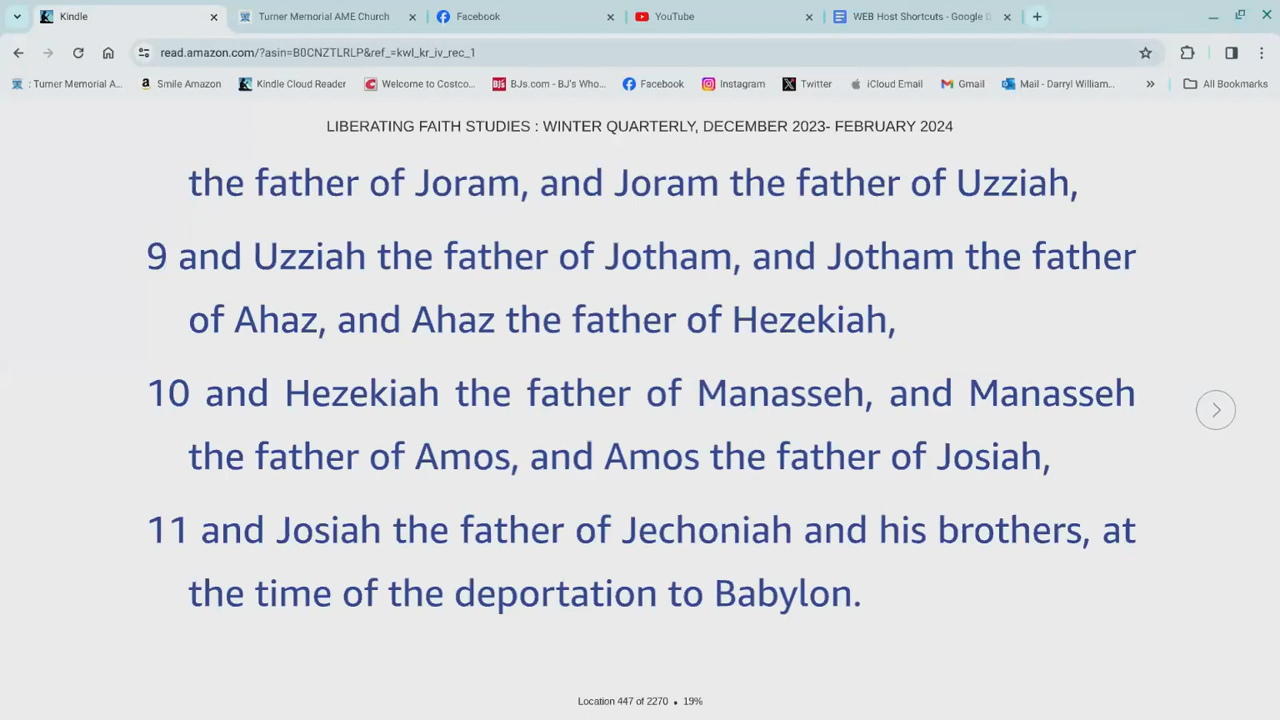 Kindle
Turner Memorial AME Church
Facebook
YouTube
WEB Host Shortcuts - Google D
read.amazon.com/?asin=B0CNZTLRLP&ref_=kwl_kr_iv_rec_1
: Turner Memorial A...
Smile Amazon
Kindle Cloud Reader
Welcome to Costco...
BJs.com - BJ's Who...
Facebook
Instagram
Twitter
iCloud Email
Gmail
Mail - Darryl William...
»
All Bookmarks
LIBERATING FAITH STUDIES : WINTER QUARTERLY, DECEMBER 2023- FEBRUARY 2024
the father of Joram, and Joram the father of Uzziah,
9 and Uzziah the father of Jotham, and Jotham the father
of Ahaz, and Ahaz the father of Hezekiah,
10 and Hezekiah the father of Manasseh, and Manasseh
the father of Amos, and Amos the father of Josiah,
11 and Josiah the father of Jechoniah and his brothers, at
the time of the deportation to Babylon.
Location 447 of 2270 • 19%